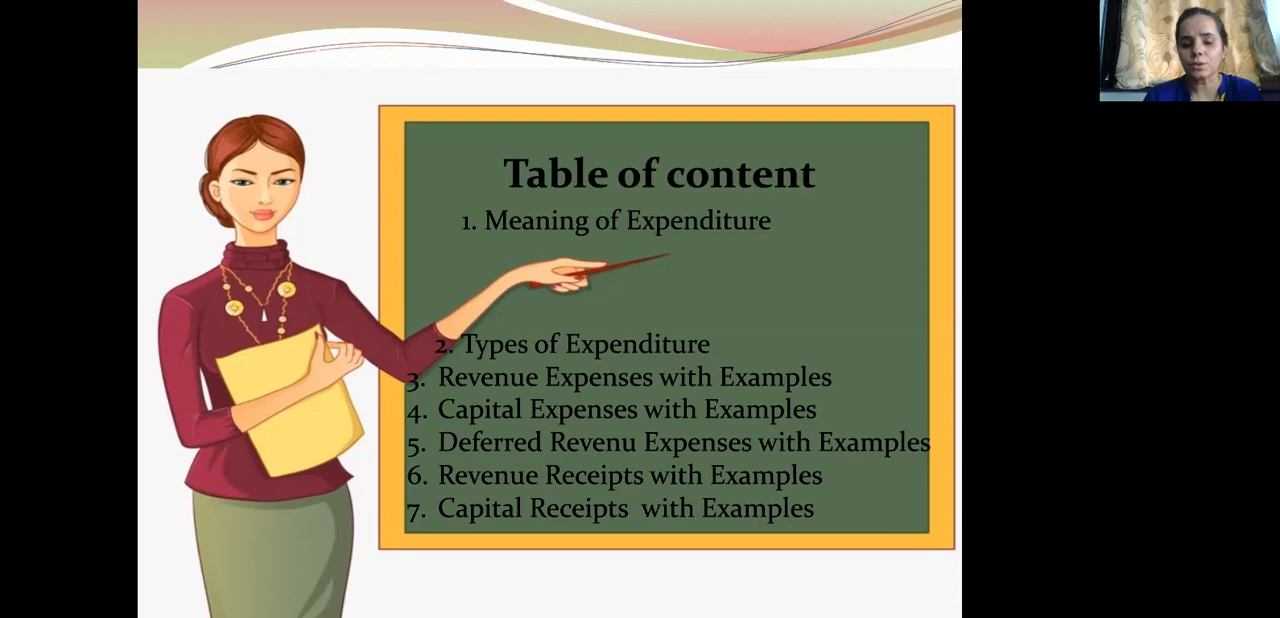 Table of content
1. Meaning of Expenditure
2. Types of Expenditure
3. Revenue Expenses with Examples
4. Capital Expenses with Examples
5. Deferred Revenu Expenses with Examples
6. Revenue Receipts with Examples
7. Capital Receipts with Examples